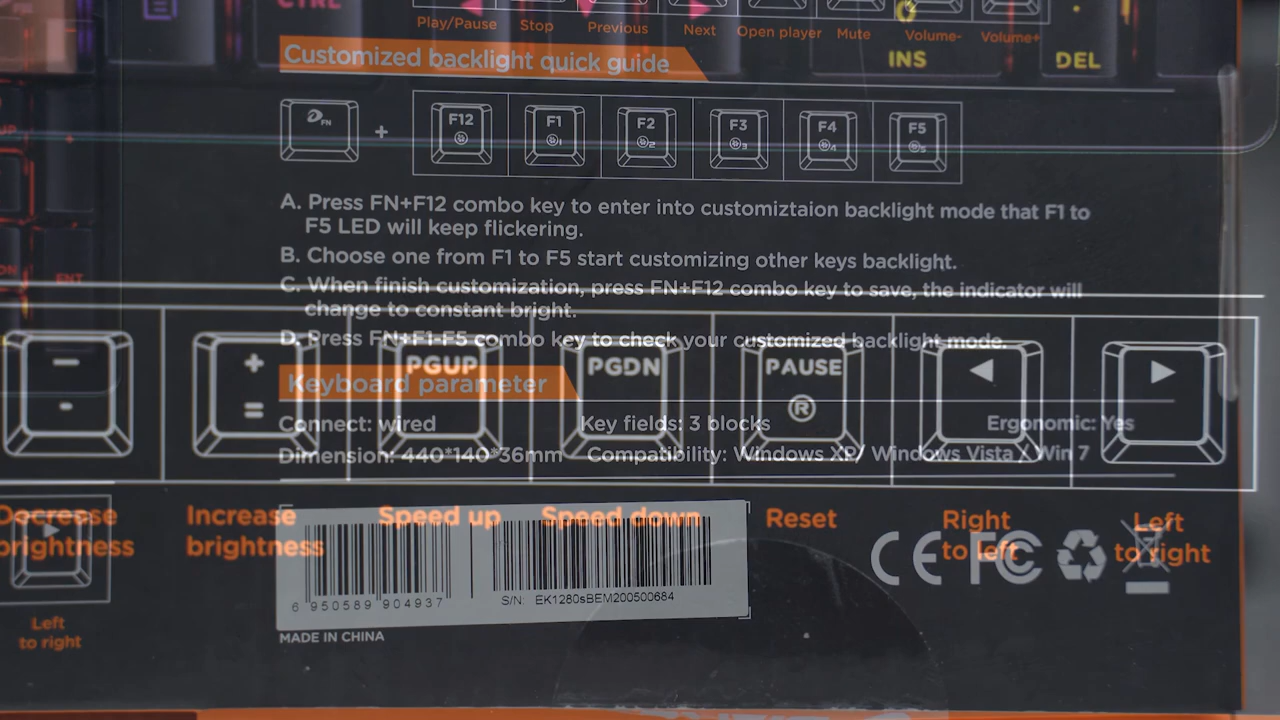 CTRL
Play/Pause Stop Previous Next Open player Mute Volume- Volume+
INS DEL
Customized backlight quick guide
FN + F12 F1 F2 F3 F4 F5
A. Press FN+F12 combo key to enter into customiztaion backlight mode that F1 to
F5 LED will keep flickering.
B. Choose one from F1 to F5 start customizing other keys backlight.
ENT
C. When finish customization, press FN+F12 combo key to save, the indicator will
change to constant bright.
D. Press FN+F1-F5 combo key to check your customized backlight mode.
- + PGUP PGDN PAUSE
- = ®
Keyboard parameter
Connect: wired Key fields: 3 blocks Ergonomic: Yes
Dimension: 440*140*36mm Compatibility: Windows XP/ Windows Vista / Win 7
Decrease Increase Speed up Speed down Reset Right Left
brightness brightness to left to right
CE FC
6 950589 904937 S/N: EK1280sBEM200500684
Left
to right
MADE IN CHINA